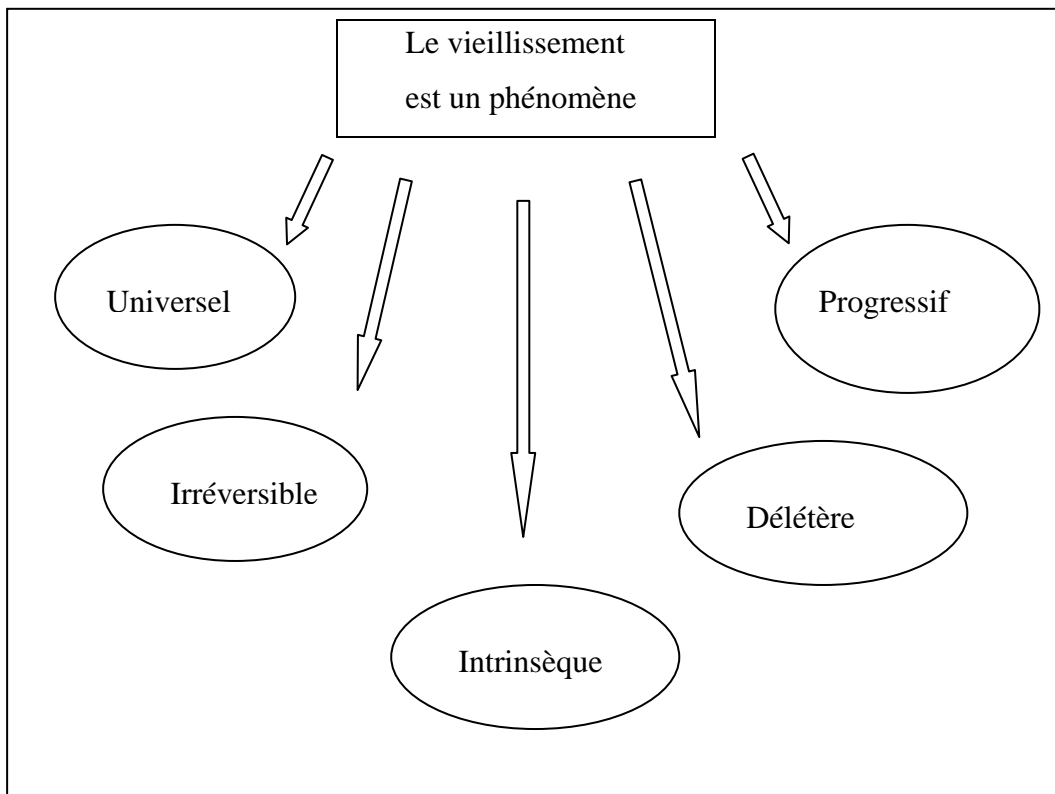 Le vieillissement
est un phénomène
Universel
Progressif
Irréversible
Délétère
Intrinsèque